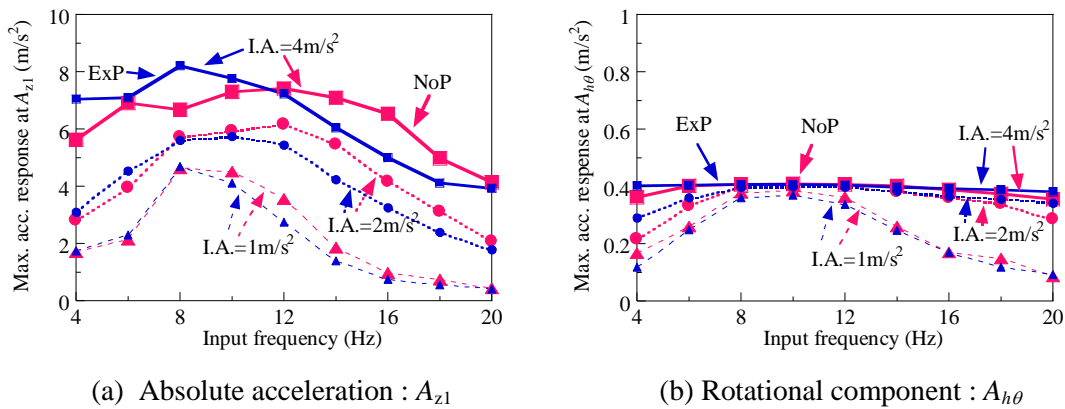 Max. acc. response at Az1 (m/s²)
10
8
6
4
2
0
4 8 12 16 20
Input frequency (Hz)
I.A.=4m/s²
ExP
NoP
I.A.=2m/s²
I.A.=1m/s²
(a) Absolute acceleration : Az1
Max. acc. response at Ahθ (m/s²)
1
0.8
0.6
0.4
0.2
0
4 8 12 16 20
Input frequency (Hz)
ExP NoP
I.A.=4m/s²
I.A.=2m/s²
I.A.=1m/s²
(b) Rotational component : Ahθ